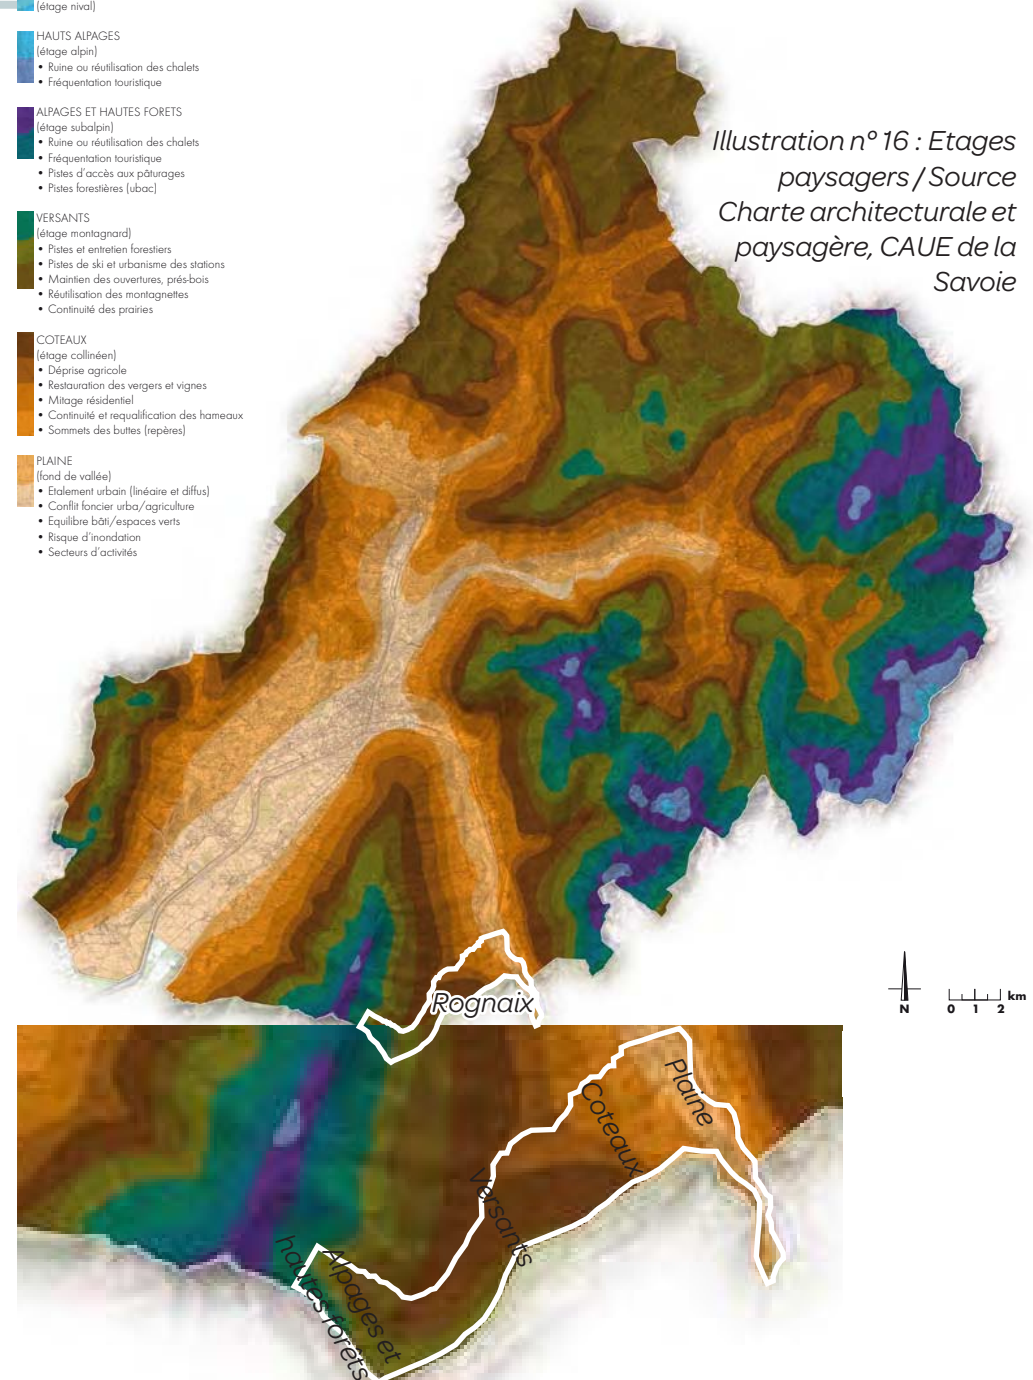 (étage nival)
HAUTS ALPAGES
(étage alpin)
• Ruine ou réutilisation des chalets
• Fréquentation touristique
ALPAGES ET HAUTES FORETS
(étage subalpin)
• Ruine ou réutilisation des chalets
• Fréquentation touristique
• Pistes d'accès aux pâturages
• Pistes forestières (ubac)
VERSANTS
(étage montagnard)
• Pistes et entretien forestiers
• Pistes de ski et urbanisme des stations
• Maintien des ouvertures, prés-bois
• Réutilisation des montagnettes
• Continuité des prairies
COTEAUX
(étage collinéen)
• Déprise agricole
• Restauration des vergers et vignes
• Mitage résidentiel
• Continuité et requalification des hameaux
• Sommets des buttes (repères)
PLAINE
(fond de vallée)
• Etalement urbain (linéaire et diffus)
• Conflit foncier urba/agriculture
• Equilibre bâti/espaces verts
• Risque d'inondation
• Secteurs d'activités
Illustration n° 16 : Etages
paysagers / Source
Charte architecturale et
paysagère, CAUE de la
Savoie
Rognaix
N
0 1 2 km
Plaine
Coteaux
Versants
Alpages et
hautes forêts